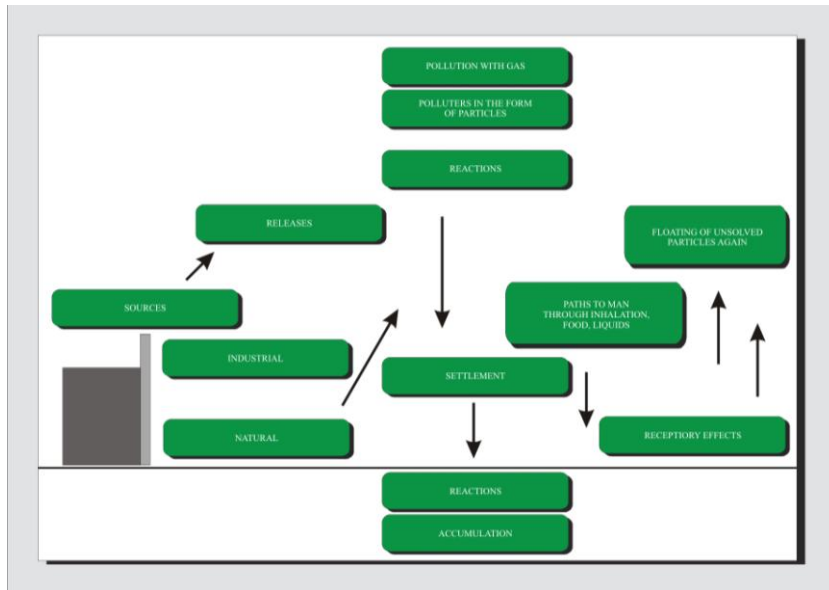 POLLUTION WITH GAS
POLLUTERS IN THE FORM
OF PARTICLES
REACTIONS
RELEASES
FLOATING OF UNSOLVED
PARTICLES AGAIN
SOURCES
PATHS TO MAN
THROUGH INHALATION,
FOOD, LIQUIDS
INDUSTRIAL
SETTLEMENT
NATURAL
RECEPTIORY EFFECTS
REACTIONS
ACCUMULATION